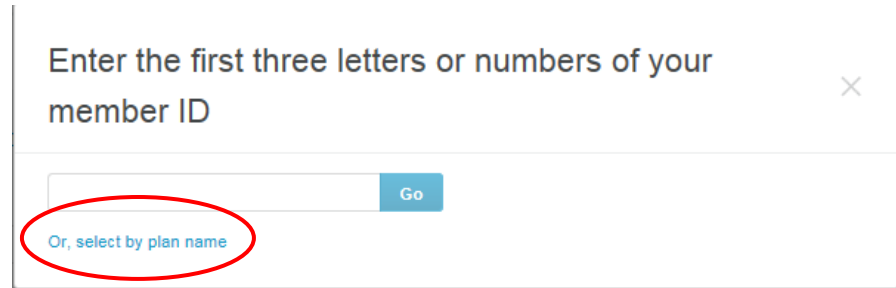 Enter the first three letters or numbers of your
member ID
Go
Or, select by plan name